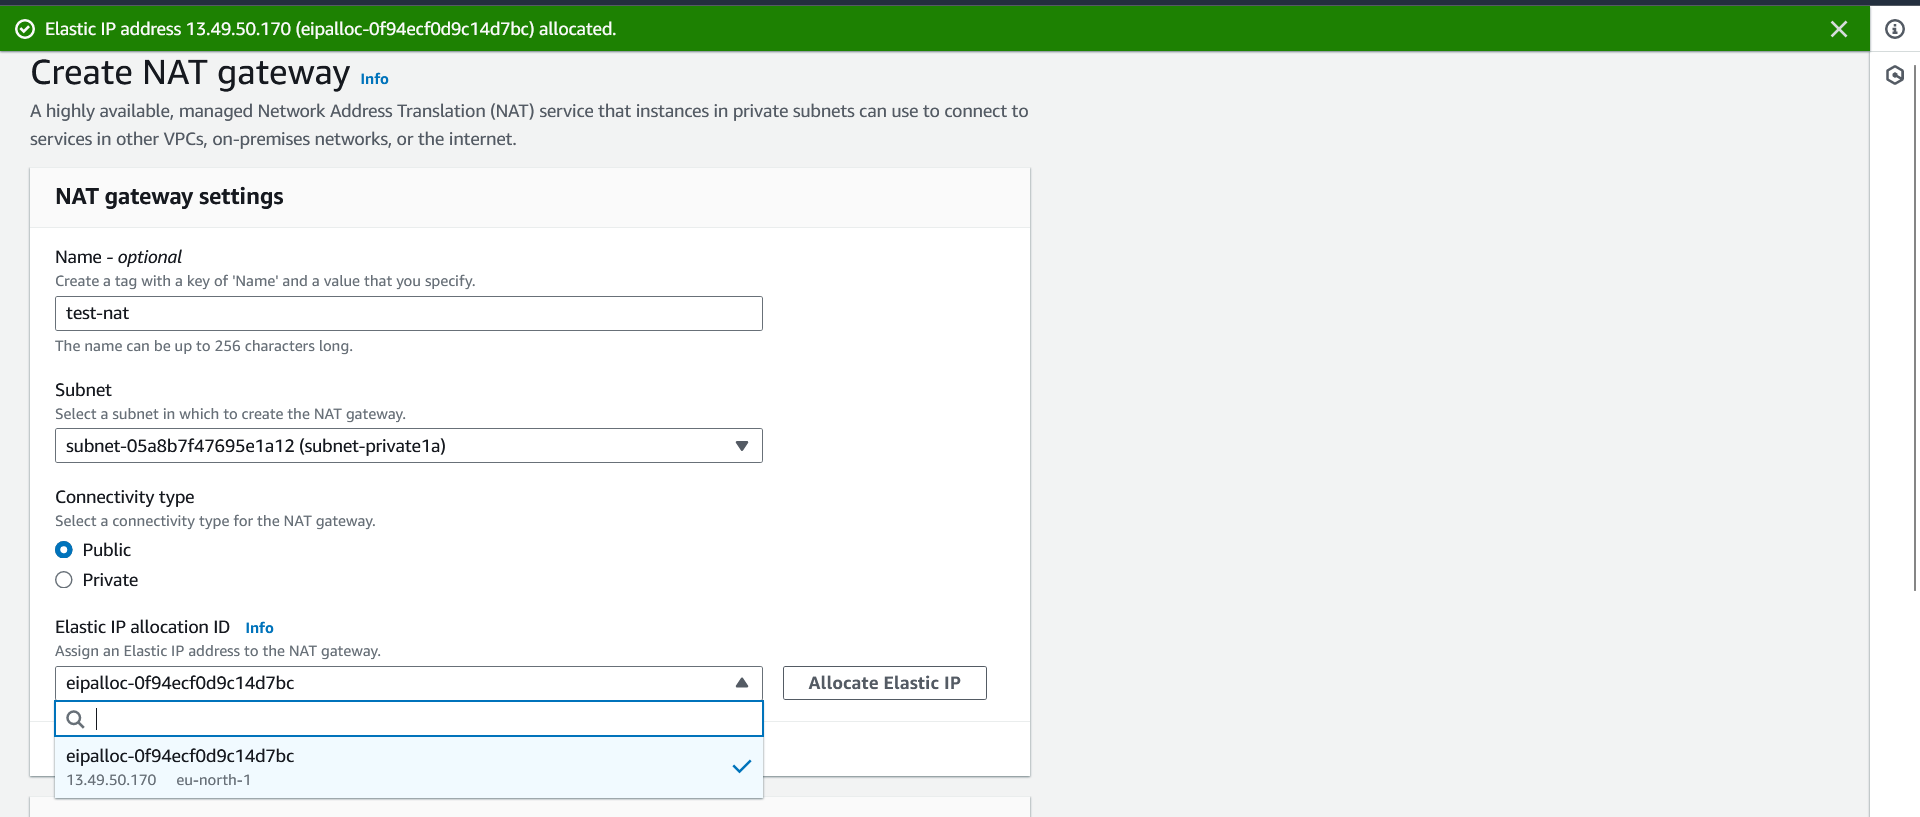 Elastic IP address 13.49.50.170 (eipalloc-0f94ecf0d9c14d7bc) allocated.
Create NAT gateway Info
A highly available, managed Network Address Translation (NAT) service that instances in private subnets can use to connect to
services in other VPCs, on-premises networks, or the internet.
NAT gateway settings
Name - optional
Create a tag with a key of 'Name' and a value that you specify.
test-nat
The name can be up to 256 characters long.
Subnet
Select a subnet in which to create the NAT gateway.
subnet-05a8b7f47695e1a12 (subnet-private1a)
Connectivity type
Select a connectivity type for the NAT gateway.
Public
Private
Elastic IP allocation ID Info
Assign an Elastic IP address to the NAT gateway.
eipalloc-0f94ecf0d9c14d7bc
Allocate Elastic IP
eipalloc-0f94ecf0d9c14d7bc
13.49.50.170 eu-north-1